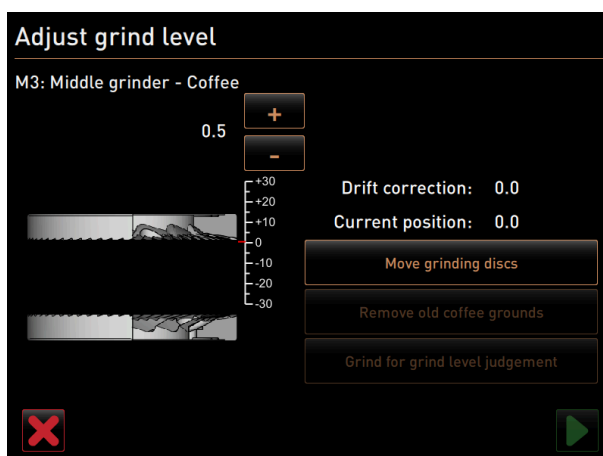 Adjust grind level
M3: Middle grinder - Coffee
0.5
+
-
+30
+20
+10
0
-10
-20
-30
Drift correction: 0.0
Current position: 0.0
Move grinding discs
Remove old coffee grounds
Grind for grind level judgement